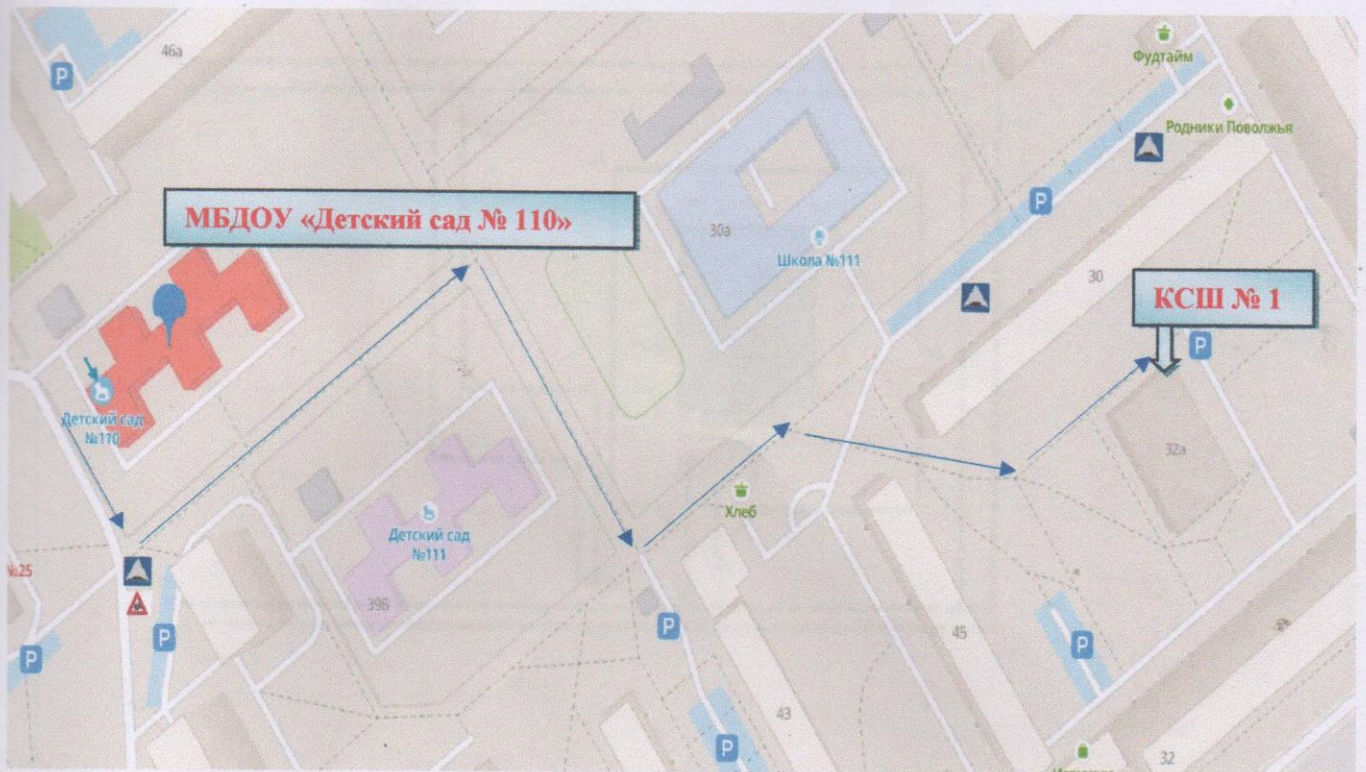 46а
P
Фудтайм
Родники Поволжья
МБДОУ «Детский сад № 110»
30а
P
Школа №111
30
КСШ № 1
P
Детский сад
№110
32а
Хлеб
Детский сад
№111
№25
39б
P
P
P
45
P
43
P
32